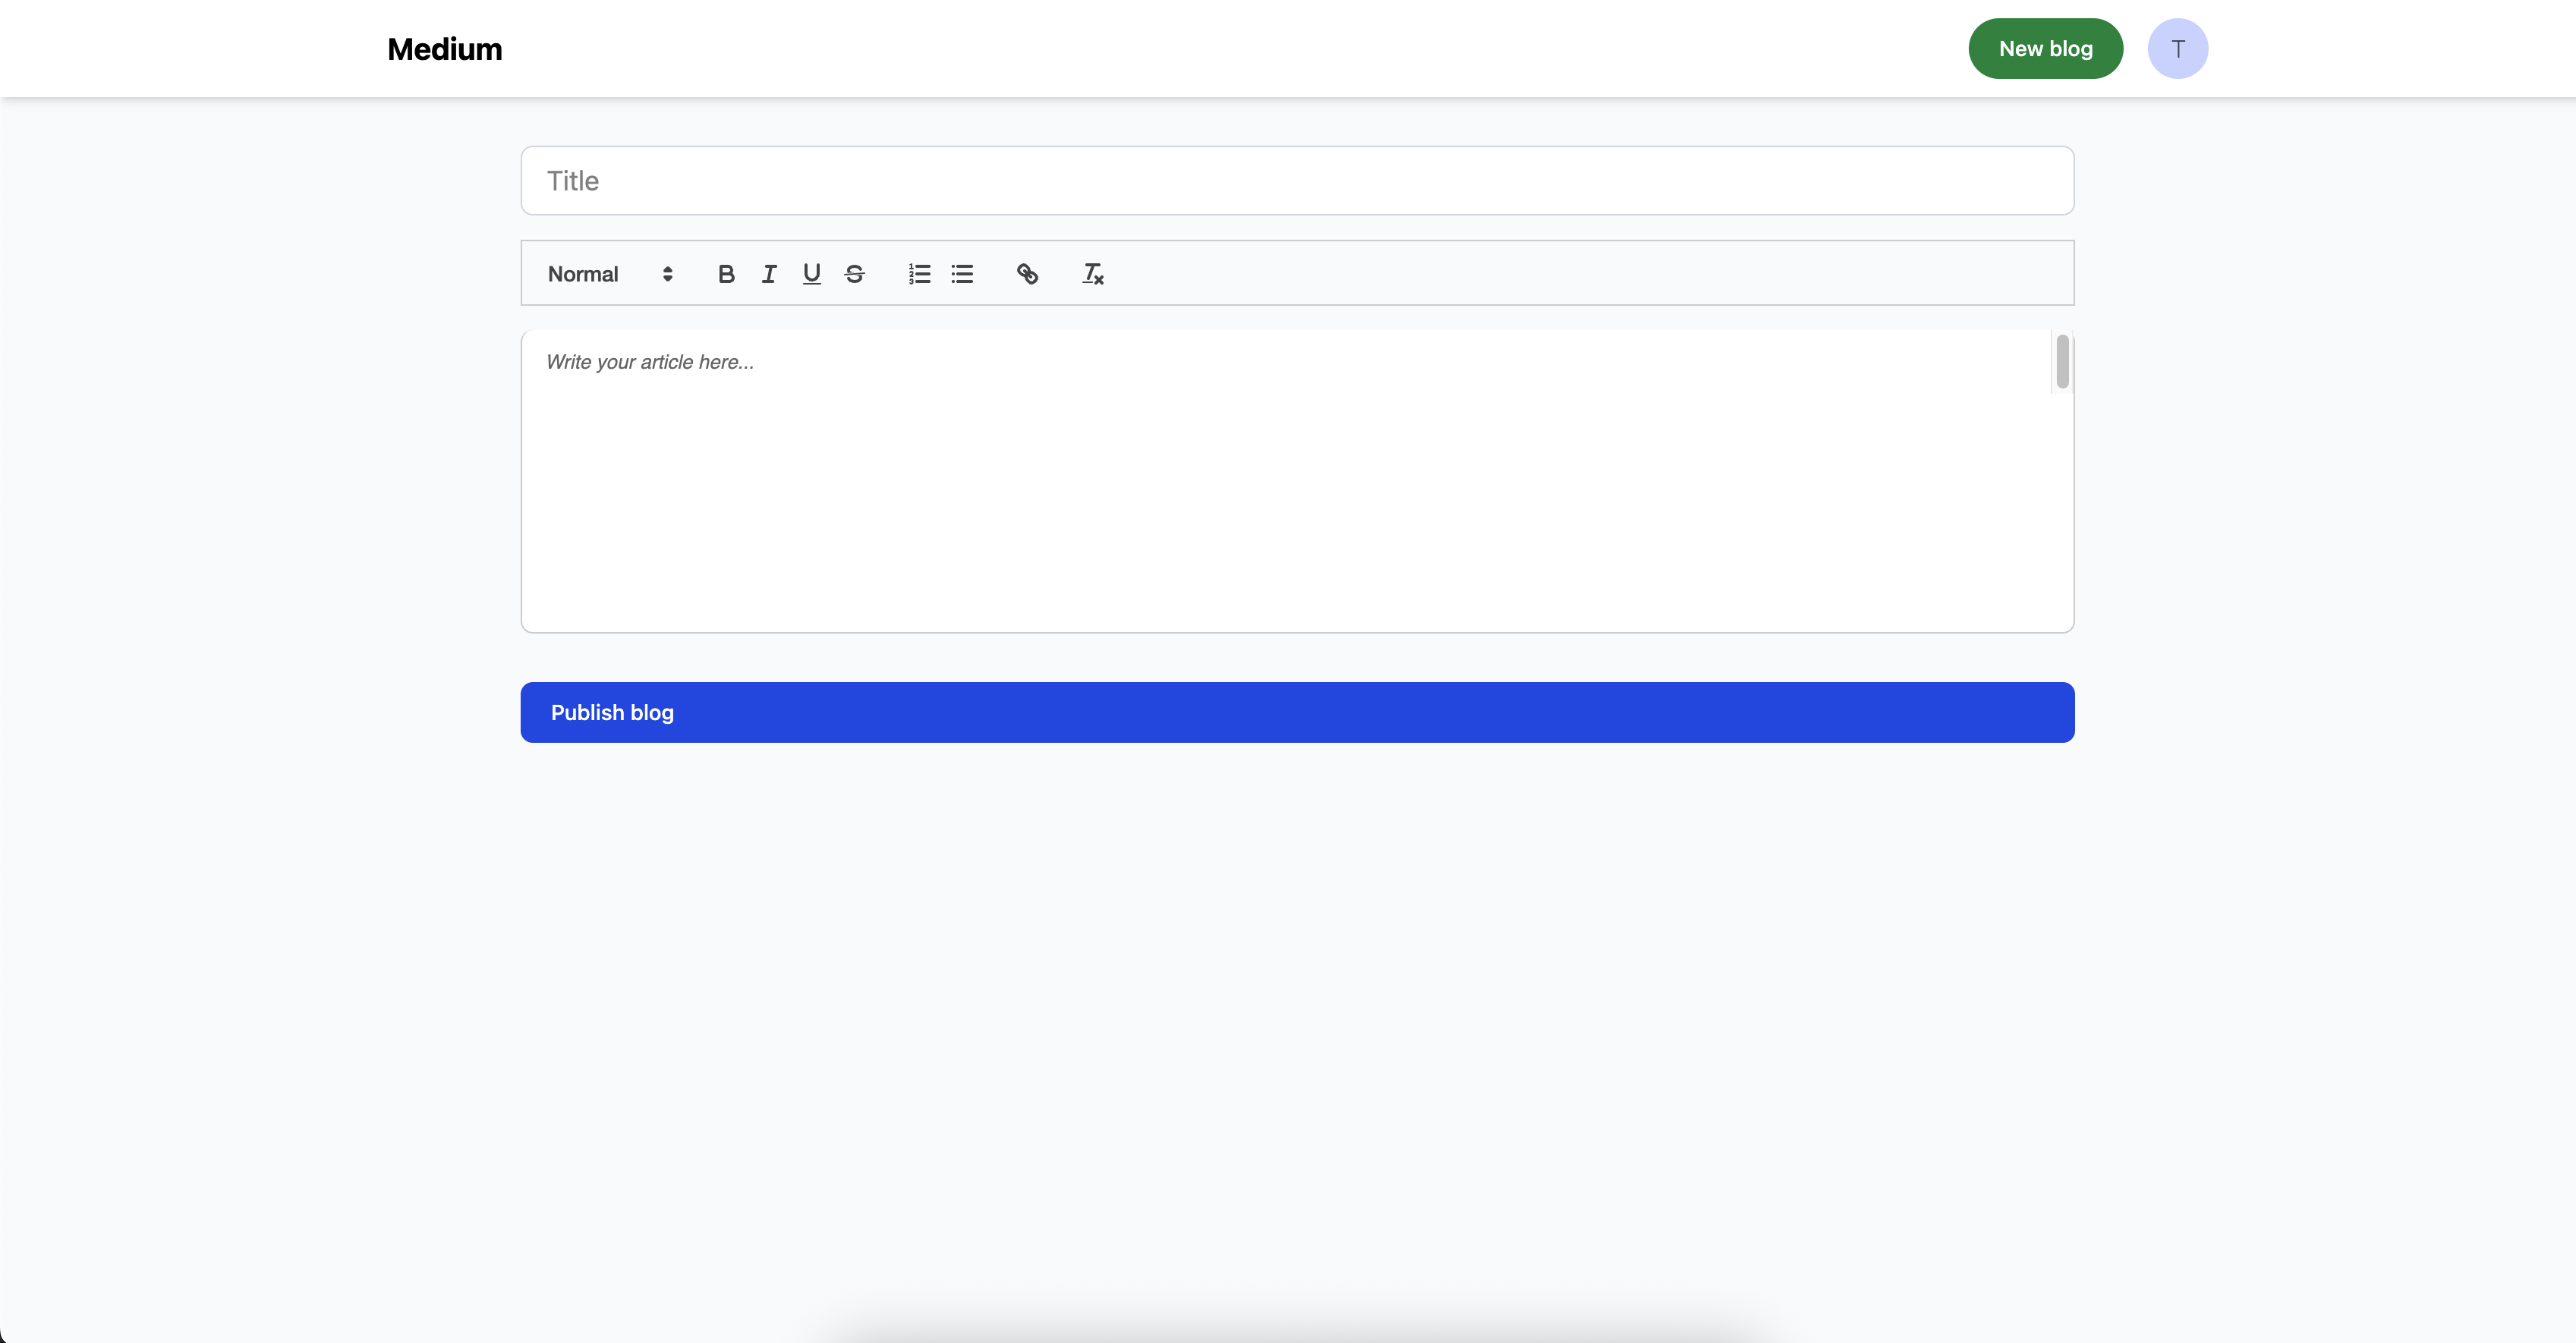 Medium
New blog
T
Title
Normal
Write your article here...
Publish blog